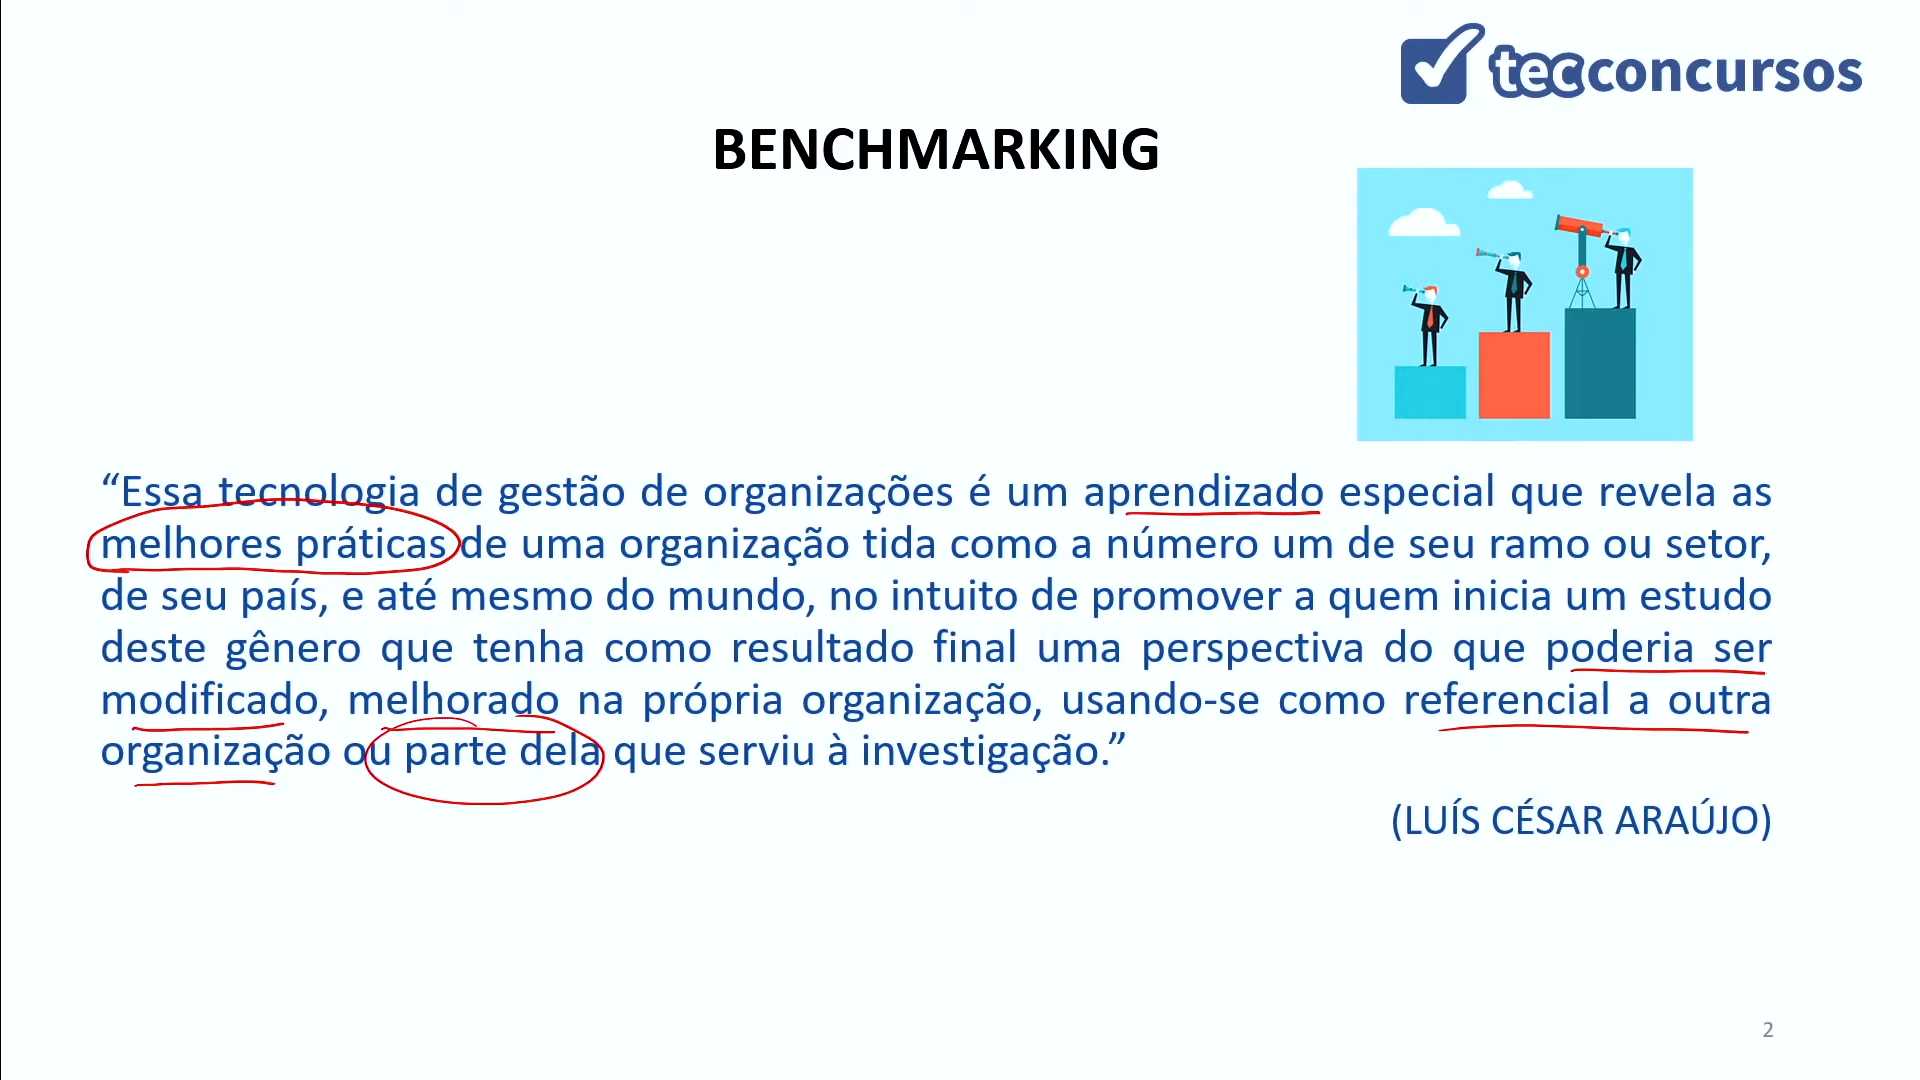 tecconcursos
BENCHMARKING
“Essa tecnologia de gestão de organizações é um aprendizado especial que revela as
melhores práticas de uma organização tida como a número um de seu ramo ou setor,
de seu país, e até mesmo do mundo, no intuito de promover a quem inicia um estudo
deste gênero que tenha como resultado final uma perspectiva do que poderia ser
modificado, melhorado na própria organização, usando-se como referencial a outra
organização ou parte dela que serviu à investigação.”
(LUÍS CÉSAR ARAÚJO)
2